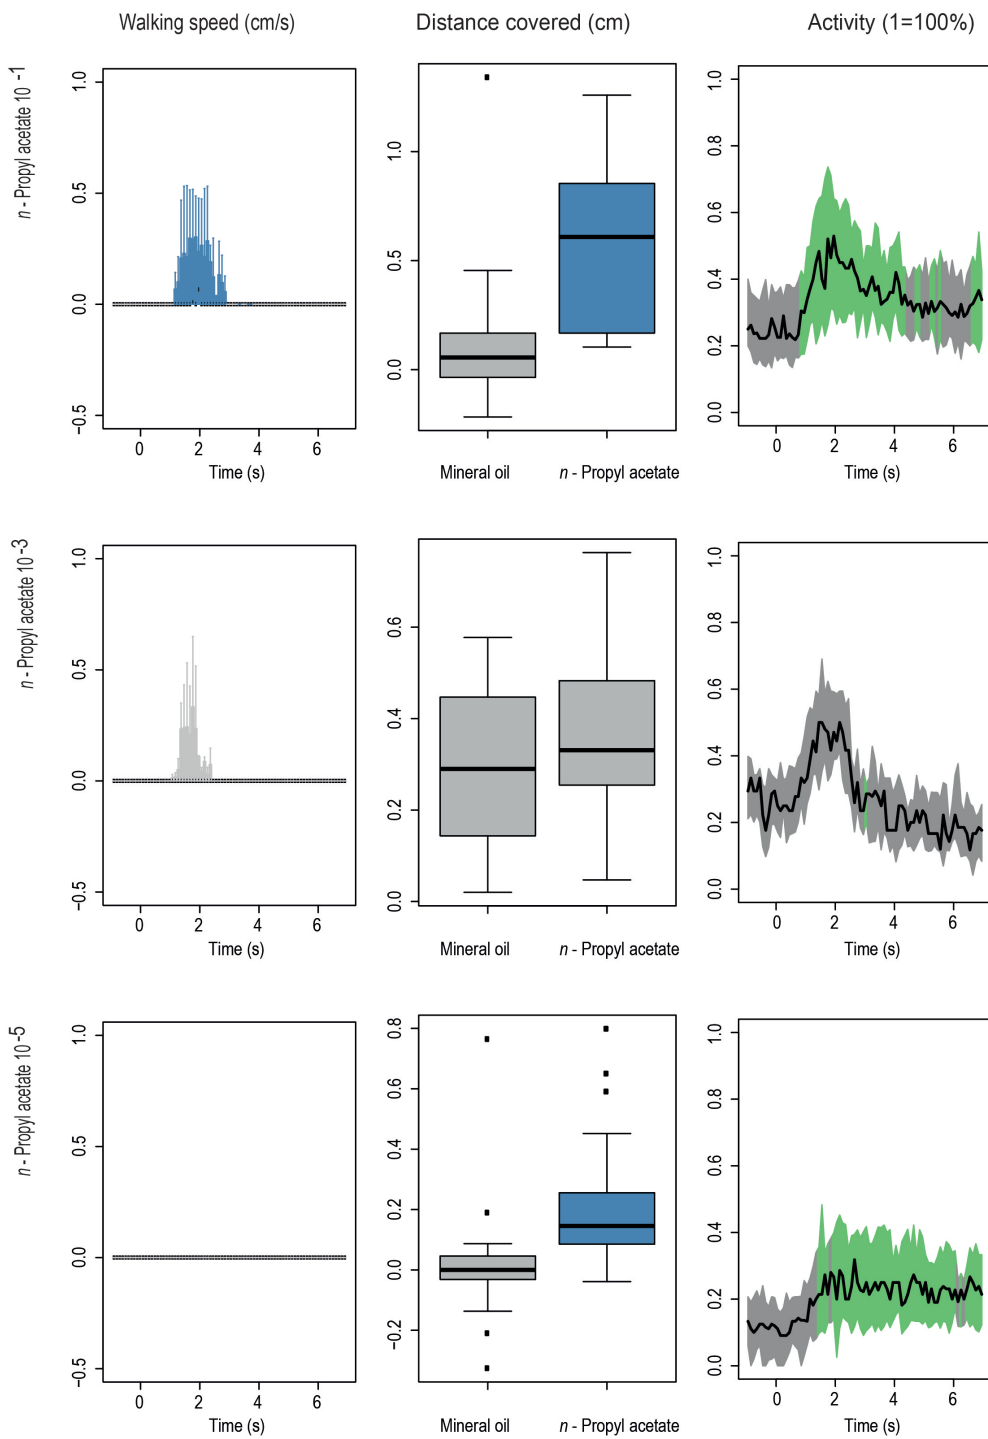 Walking speed (cm/s)
Distance covered (cm)
Activity (1=100%)
n - Propyl acetate 10 -1
1.0
0.5
0.0
−0.5
0 2 4 6
Time (s)
1.0
0.5
0.0
Mineral oil n - Propyl acetate
1.0
0.8
0.6
0.4
0.2
0.0
0 2 4 6
Time (s)
n - Propyl acetate 10 -3
1.0
0.5
0.0
−0.5
0 2 4 6
Time (s)
0.6
0.4
0.2
0.0
Mineral oil n - Propyl acetate
1.0
0.8
0.6
0.4
0.2
0.0
0 2 4 6
Time (s)
n - Propyl acetate 10 -5
1.0
0.5
0.0
−0.5
0 2 4 6
Time (s)
0.8
0.6
0.4
0.2
0.0
−0.2
Mineral oil n - Propyl acetate
1.0
0.8
0.6
0.4
0.2
0.0
0 2 4 6
Time (s)